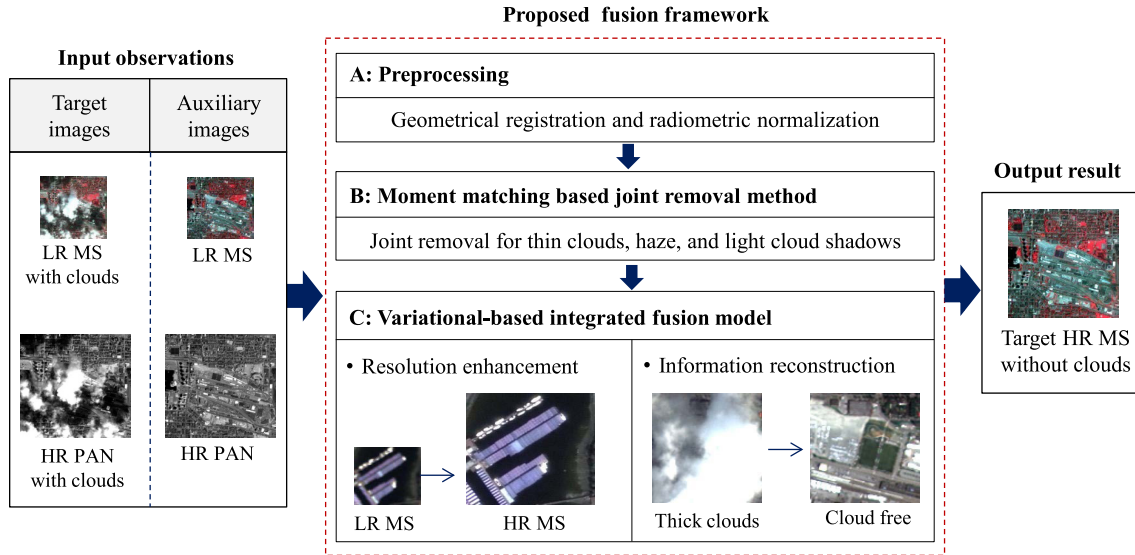 Proposed fusion framework
Input observations
Target
images
Auxiliary
images
LR MS
with clouds
LR MS
HR PAN
with clouds
HR PAN
A: Preprocessing
Geometrical registration and radiometric normalization
B: Moment matching based joint removal method
Joint removal for thin clouds, haze, and light cloud shadows
C: Variational-based integrated fusion model
• Resolution enhancement
LR MS
HR MS
• Information reconstruction
Thick clouds
Cloud free
Output result
Target HR MS
without clouds